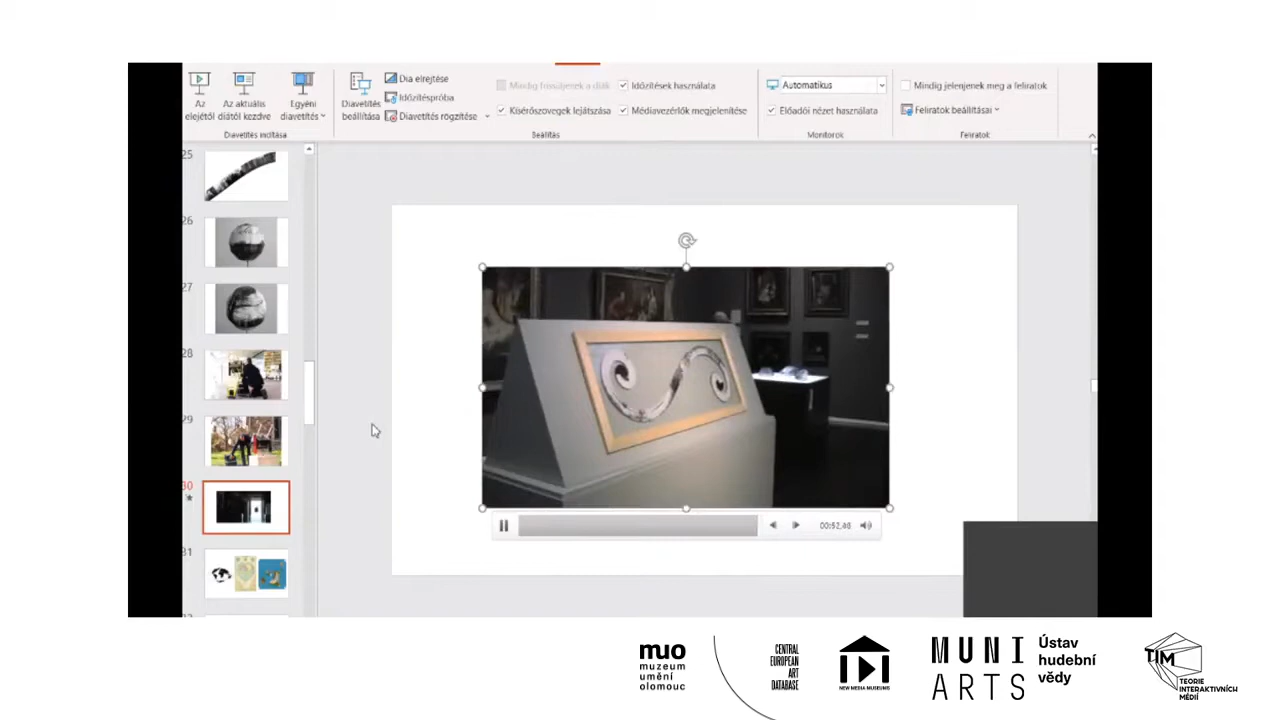 Az elejétől
Az aktuális diától kezdve
Egyéni diavetítés
Diavetítés indítása
Diavetítés beállítása
Dia elrejtése
Időzítéspróba
Diavetítés rögzítése
Mindig frissüljenek a diák
Időzítések használata
Kísérőszövegek lejátszása
Médiavezérlők megjelenítése
Beállítás
Automatikus
Előadói nézet használata
Monitorok
Mindig jelenjenek meg a feliratok
Feliratok beállításai
Feliratok
25
26
27
28
29
30
31
00:52,48
muo
muzeum
umění
olomouc
CENTRAL
EUROPEAN
ART
DATABASE
NEW MEDIA MUSEUMS
MUNI
ARTS
Ústav
hudební
vědy
TIM
TEORIE
INTERAKTIVNÍCH
MÉDIÍ